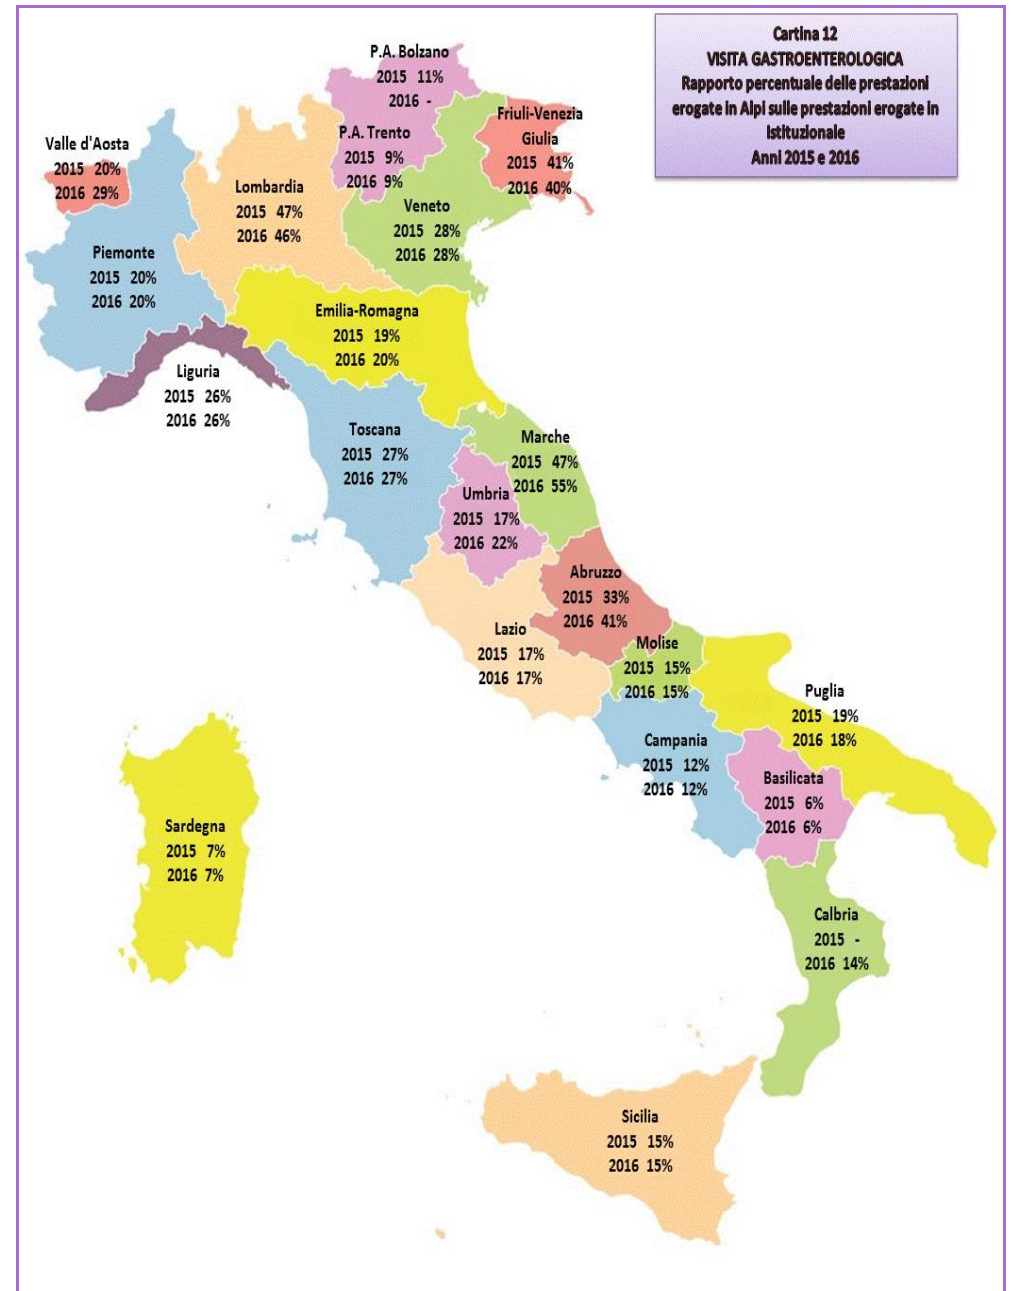 Cartina 12
VISITA GASTROENTEROLOGICA
Rapporto percentuale delle prestazioni
erogate in Alpi sulle prestazioni erogate in
Istituzionale
Anni 2015 e 2016
P.A. Bolzano
2015 11%
2016 -
P.A. Trento
2015 9%
2016 9%
Friuli-Venezia
Giulia
2015 41%
2016 40%
Valle d'Aosta
2015 20%
2016 29%
Lombardia
2015 47%
2016 46%
Veneto
2015 28%
2016 28%
Piemonte
2015 20%
2016 20%
Emilia-Romagna
2015 19%
2016 20%
Liguria
2015 26%
2016 26%
Toscana
2015 27%
2016 27%
Marche
2015 47%
2016 55%
Umbria
2015 17%
2016 22%
Abruzzo
2015 33%
2016 41%
Lazio
2015 17%
2016 17%
Molise
2015 15%
2016 15%
Puglia
2015 19%
2016 18%
Campania
2015 12%
2016 12%
Basilicata
2015 6%
2016 6%
Sardegna
2015 7%
2016 7%
Calbria
2015 -
2016 14%
Sicilia
2015 15%
2016 15%